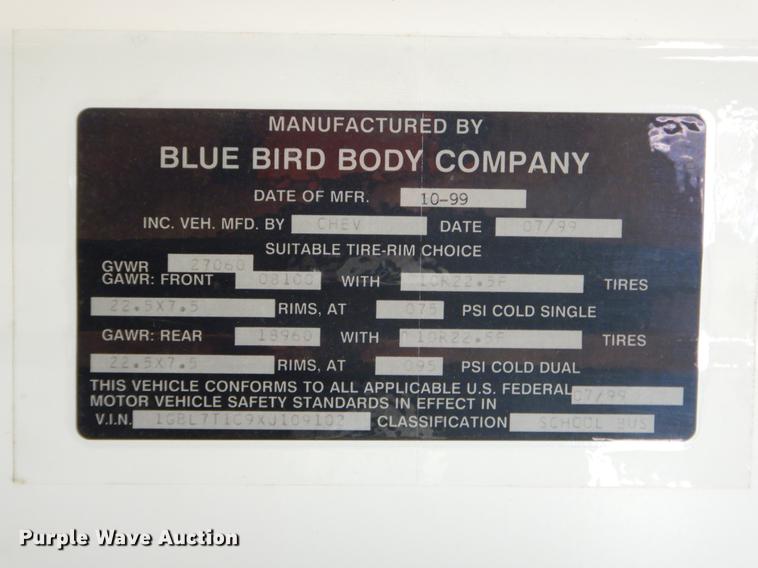 MANUFACTURED BY
BLUE BIRD BODY COMPANY
DATE OF MFR. 10-99
INC. VEH. MFD. BY CHEV DATE 07/99
SUITABLE TIRE-RIM CHOICE
GVWR 27060
GAWR: FRONT 08100 WITH 10R22.5F TIRES
22.5X7.5 RIMS, AT 075 PSI COLD SINGLE
GAWR: REAR 18960 WITH 10R22.5F TIRES
22.5X7.5 RIMS, AT 095 PSI COLD DUAL
THIS VEHICLE CONFORMS TO ALL APPLICABLE U.S. FEDERAL
MOTOR VEHICLE SAFETY STANDARDS IN EFFECT IN 07/99
V.I.N. 1GBL7T1C9XJ109102 CLASSIFICATION SCHOOL BUS
Purple Wave Auction